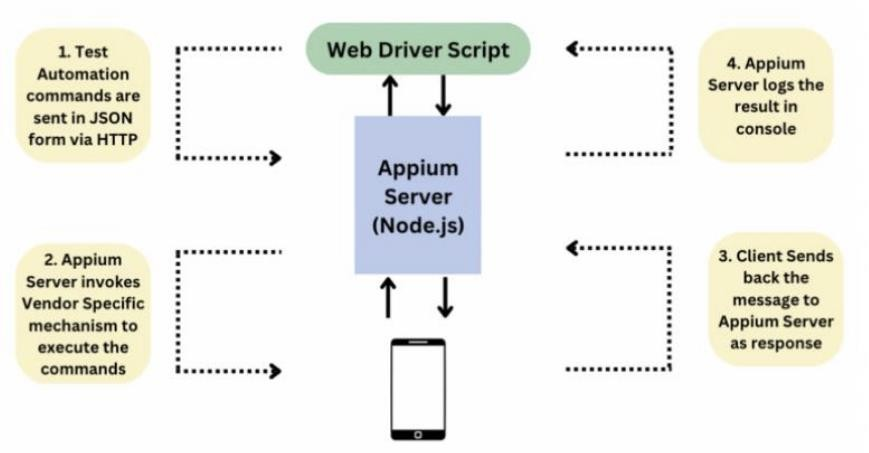 Web Driver Script
1. Test
Automation
commands are
sent in JSON
form via HTTP
4. Appium
Server logs the
result in
console
Appium
Server
(Node.js)
2. Appium
Server invokes
Vendor Specific
mechanism to
execute the
commands
3. Client Sends
back the
message to
Appium Server
as response